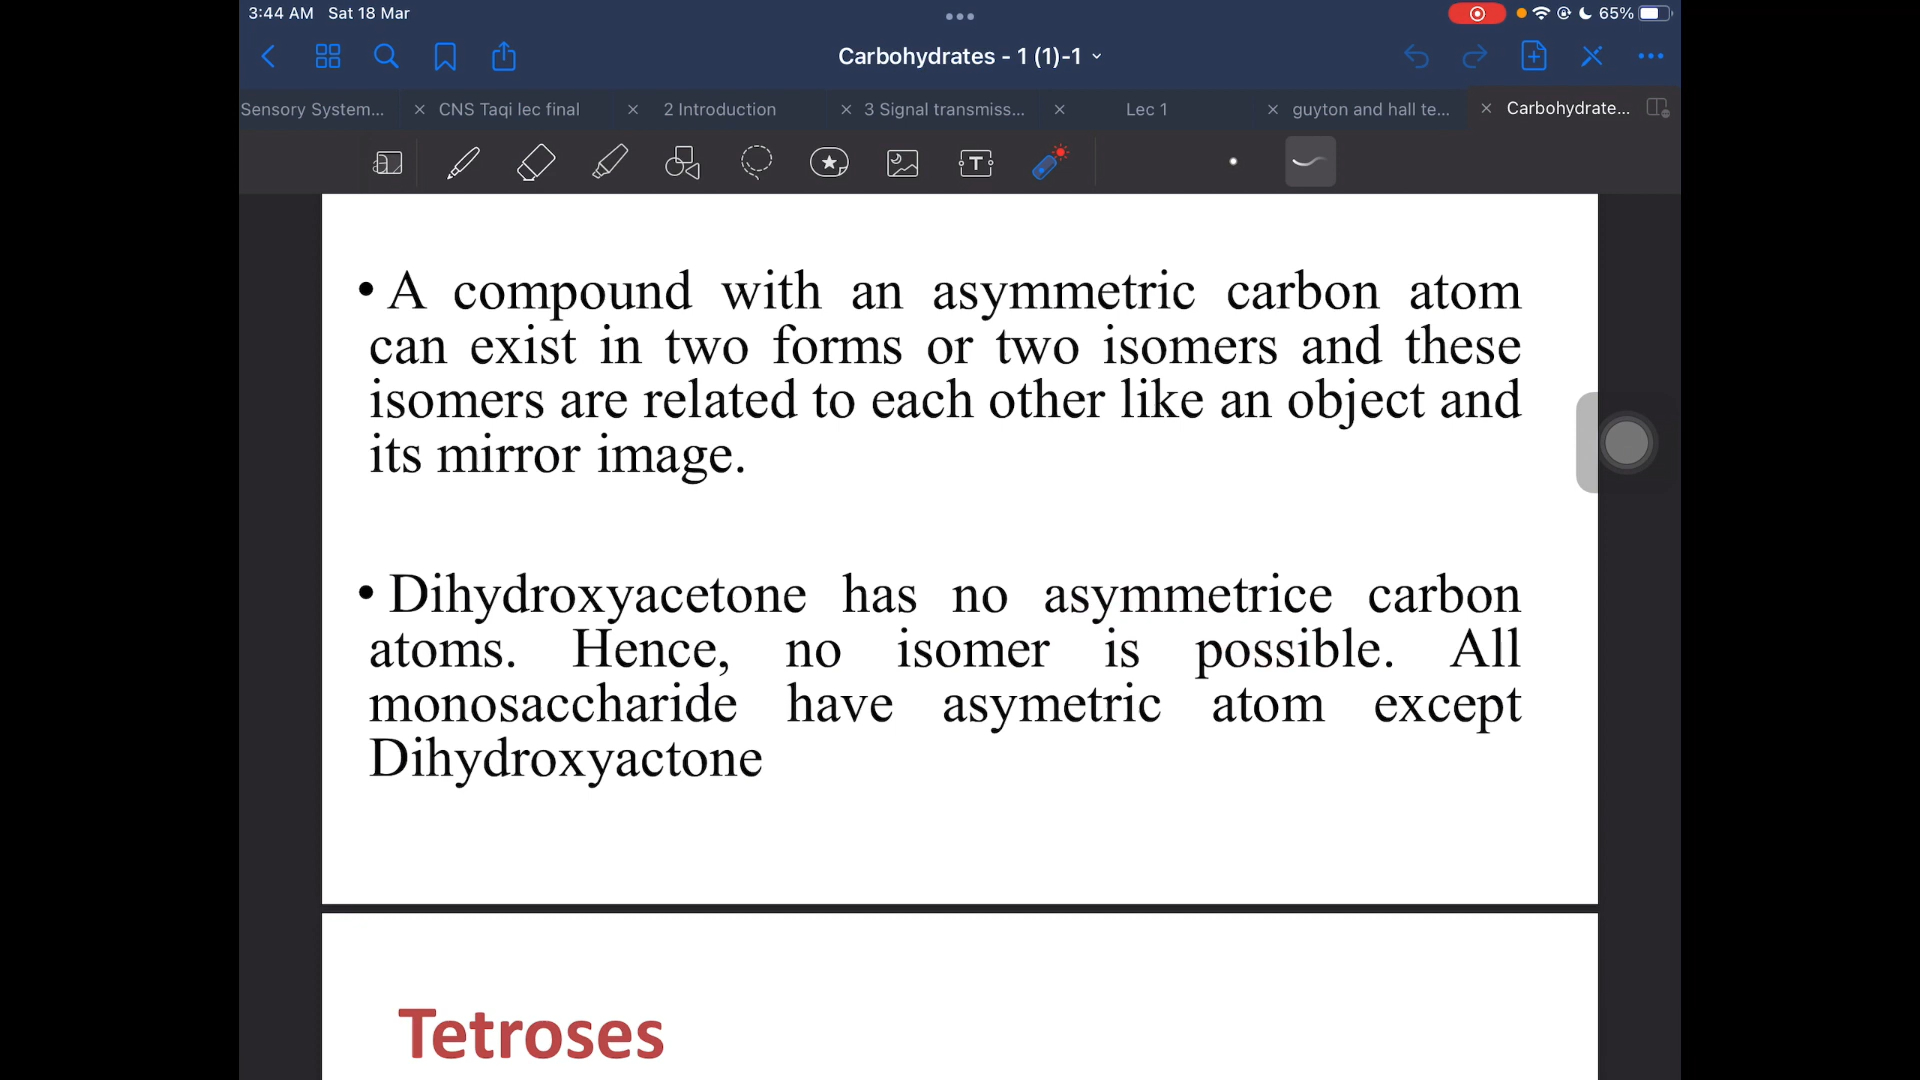 3:44 AM Sat 18 Mar
65%
Carbohydrates - 1 (1)-1
Sensory System...
CNS Taqi lec final
2 Introduction
3 Signal transmiss...
Lec 1
guyton and hall te...
Carbohydrate...
• A compound with an asymmetric carbon atom
can exist in two forms or two isomers and these
isomers are related to each other like an object and
its mirror image.
• Dihydroxyacetone has no asymmetrice carbon
atoms. Hence, no isomer is possible. All
monosaccharide have asymetric atom except
Dihydroxyactone
Tetroses